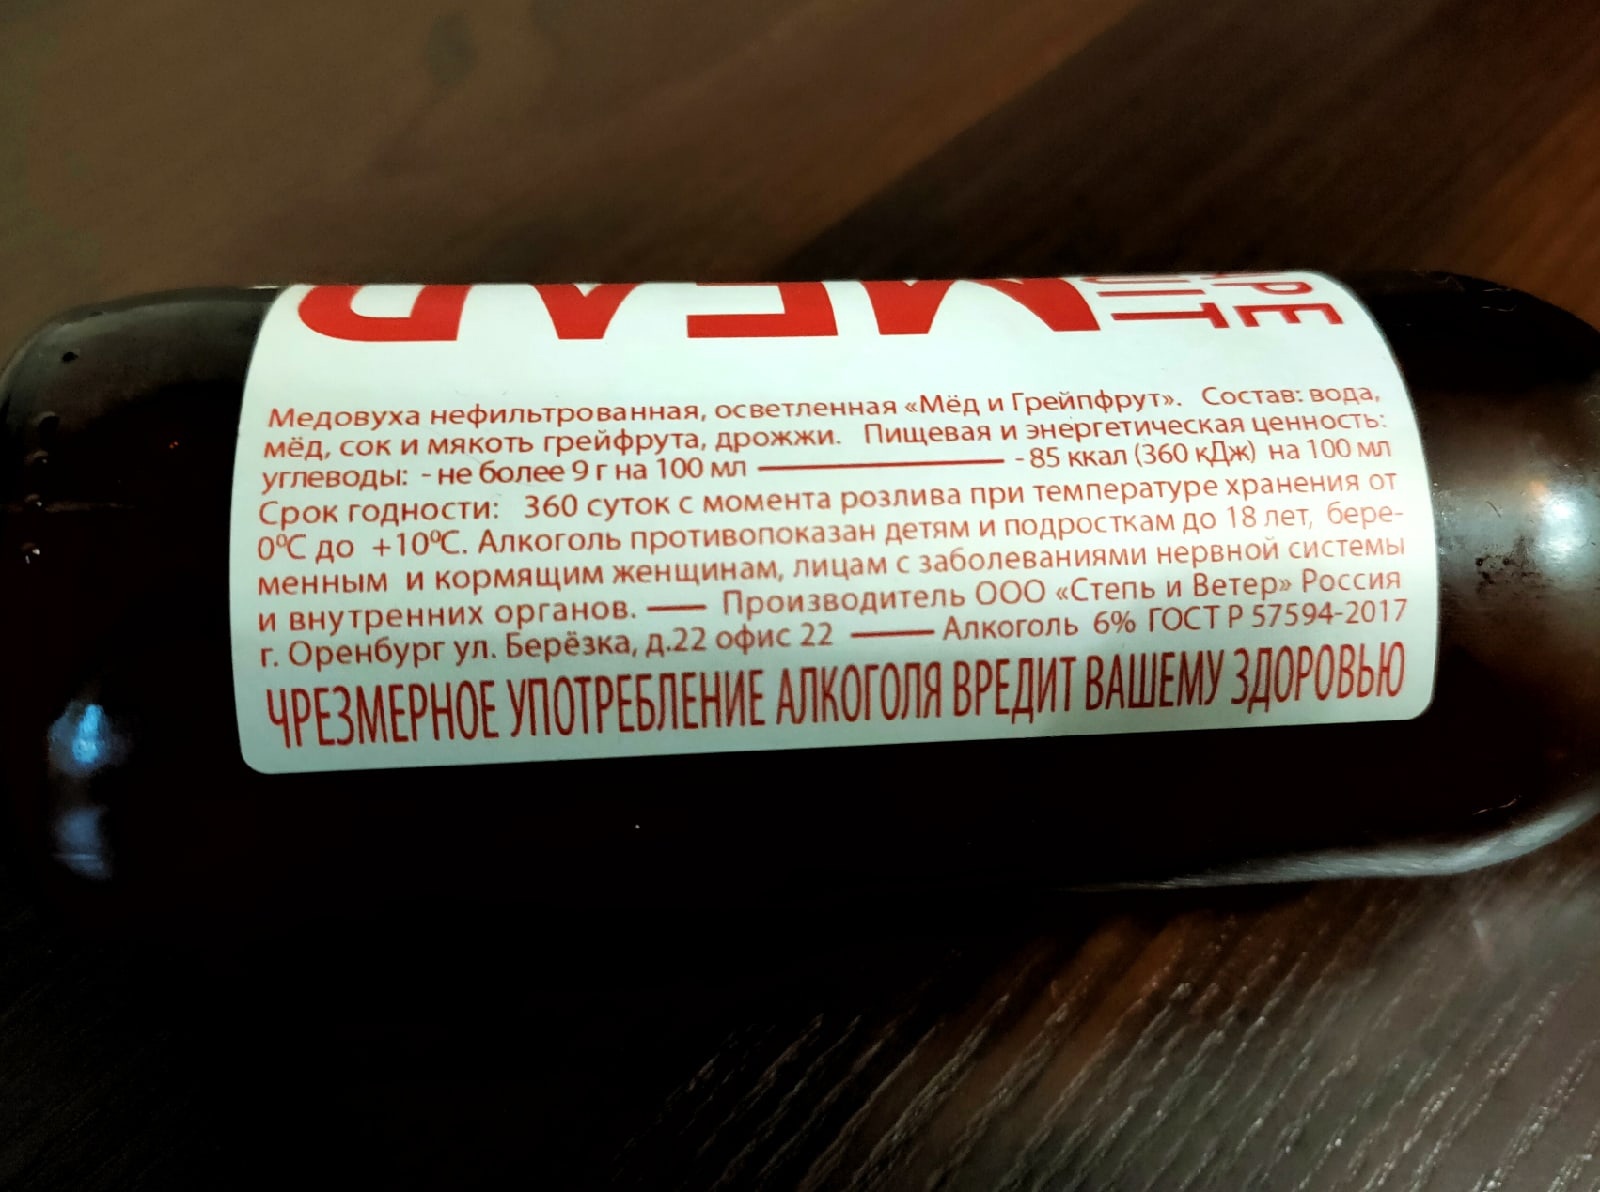 Медовуха нефильтрованная, осветленная «Мёд и Грейпфрут». Состав: вода,
мёд, сок и мякоть грейфрута, дрожжи. Пищевая и энергетическая ценность:
углеводы: - не более 9 г на 100 мл ——— - 85 ккал (360 кДж) на 100 мл
Срок годности: 360 суток с момента розлива при температуре хранения от
0ºС до +10ºС. Алкоголь противопоказан детям и подросткам до 18 лет, бере-
менным и кормящим женщинам, лицам с заболеваниями нервной системы
и внутренних органов. — Производитель ООО «Степь и Ветер» Россия
г. Оренбург ул. Берёзка, д.22 офис 22 — Алкоголь 6% ГОСТ Р 57594-2017
ЧРЕЗМЕРНОЕ УПОТРЕБЛЕНИЕ АЛКОГОЛЯ ВРЕДИТ ВАШЕМУ ЗДОРОВЬЮ